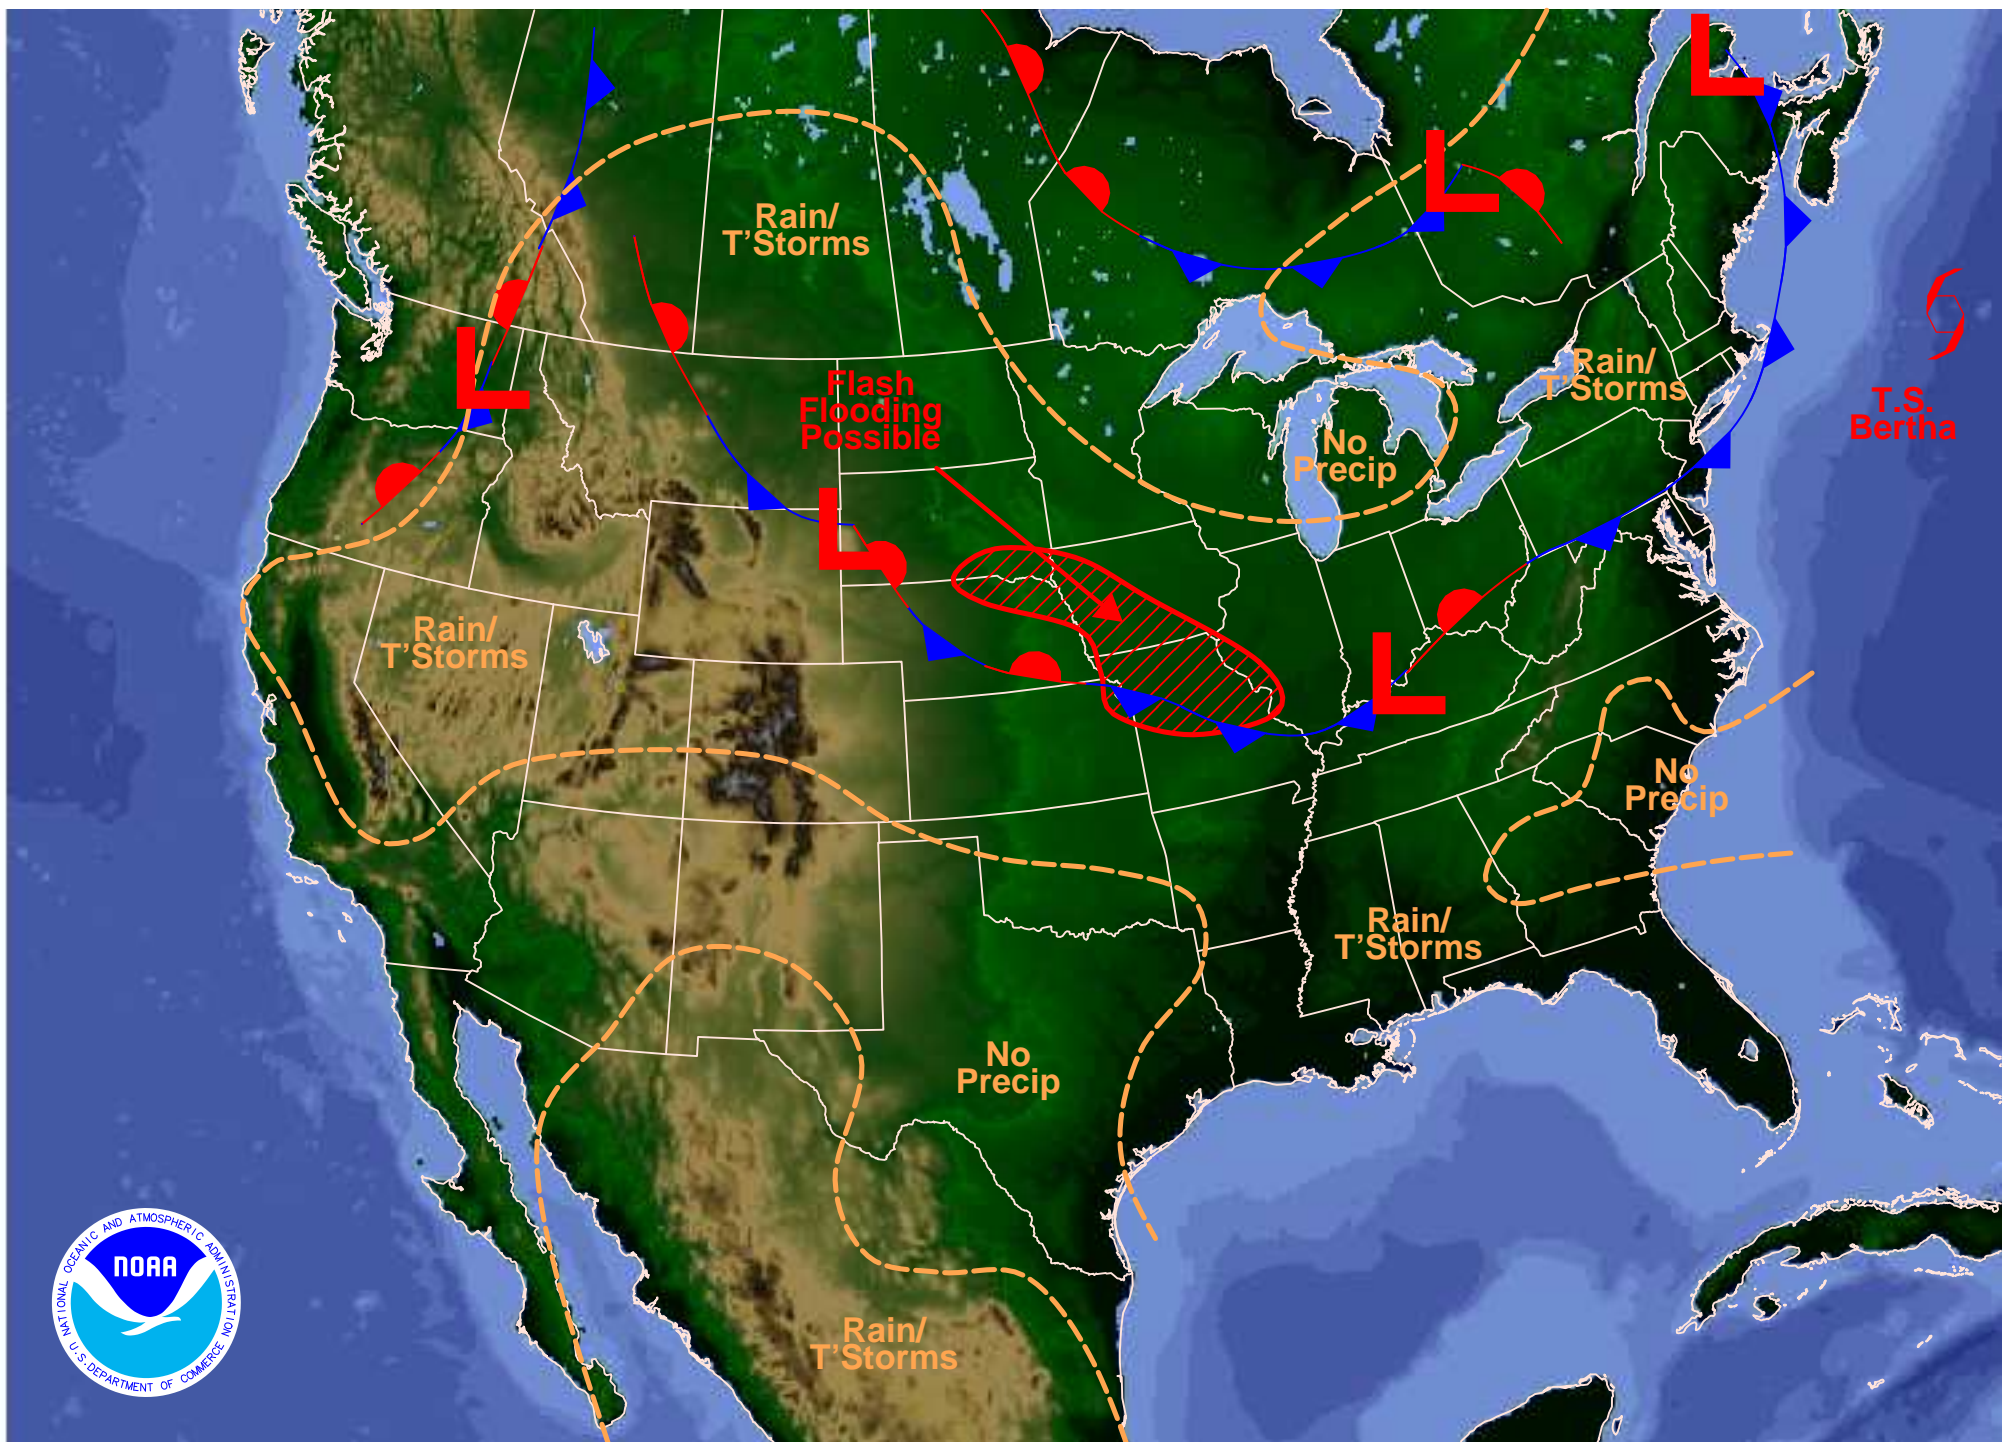 L
L
Rain/
T'Storms
L
Rain/
T'Storms
Flash
Flooding
Possible
T.S.
Bertha
No
Precip
L
Rain/
T'Storms
L
No
Precip
Rain/
T'Storms
No
Precip
Rain/
T'Storms
NATIONAL OCEANIC AND ATMOSPHERIC ADMINISTRATION
NOAA
U.S. DEPARTMENT OF COMMERCE